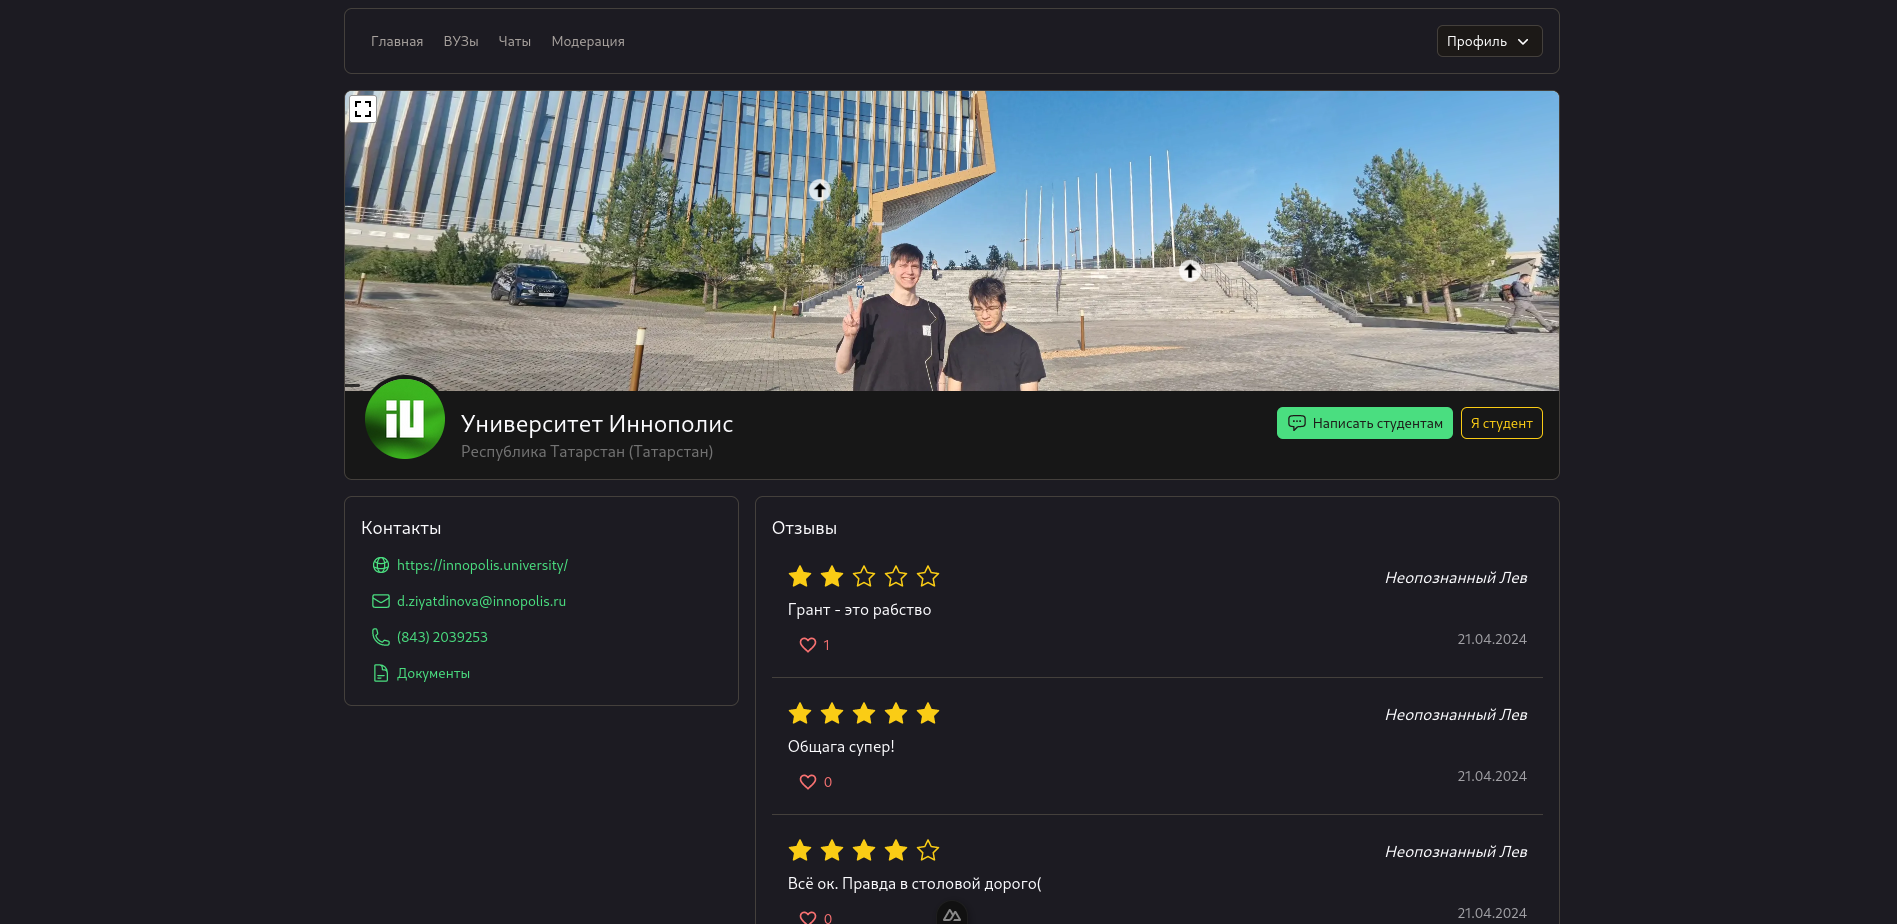 Главная ВУЗы Чаты Модерация Профиль
iU
Университет Иннополис
Республика Татарстан (Татарстан)
Написать студентам Я студент
Контакты
https://innopolis.university/
d.ziyatdinova@innopolis.ru
(843) 2039253
Документы
Отзывы
Неопознанный Лев
Грант - это рабство
1
21.04.2024
Неопознанный Лев
Общага супер!
0
21.04.2024
Неопознанный Лев
Всё ок. Правда в столовой дорого(
0
21.04.2024